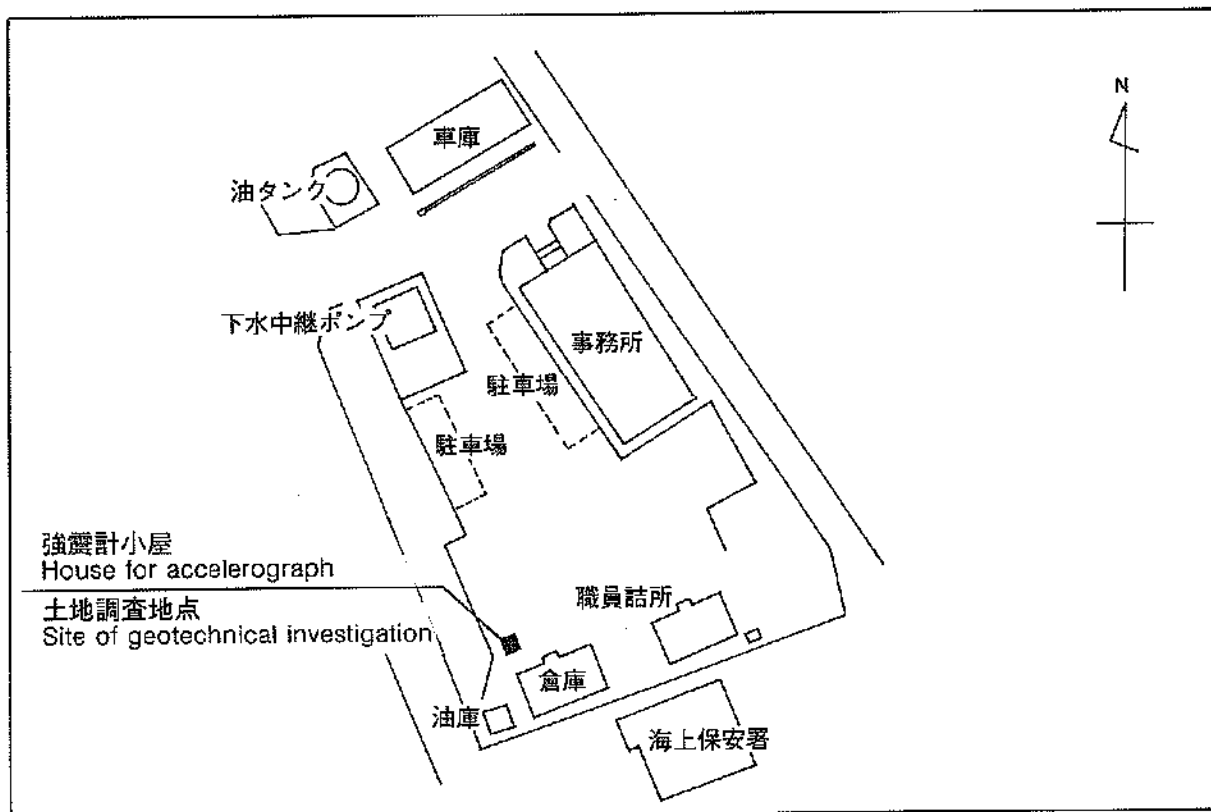 N
車庫
油タンク
下水中継ポンプ
事務所
駐車場
駐車場
強震計小屋
House for accelerograph
土地調査地点
Site of geotechnical investigation
職員詰所
倉庫
油庫
海上保安署